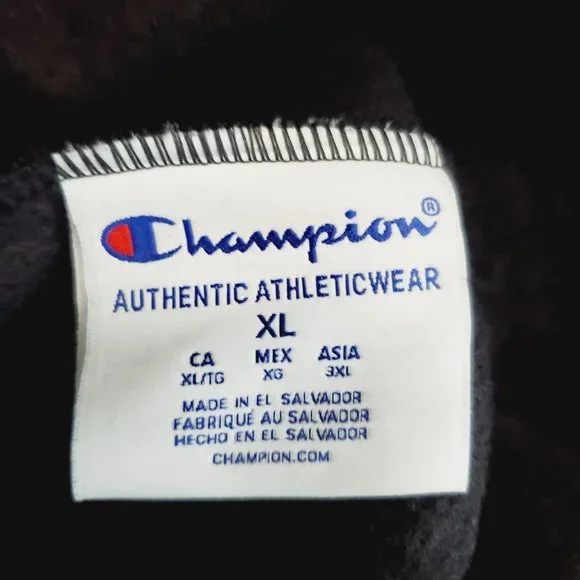 Champion®
AUTHENTIC ATHLETICWEAR
XL
CA MEX ASIA
XL/TG XG 3XL
MADE IN EL SALVADOR
FABRIQUÉ AU SALVADOR
HECHO EN EL SALVADOR
CHAMPION.COM